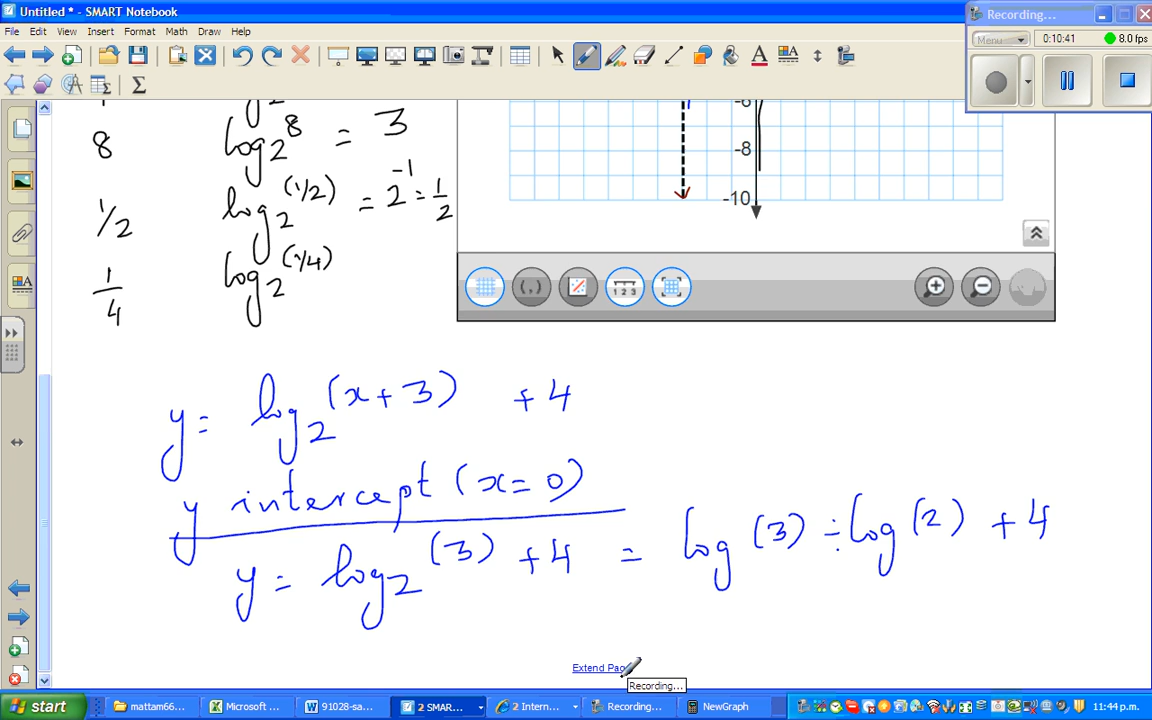 Untitled * - SMART Notebook
Recording...
File Edit View Insert Format Math Draw Help
Menu
0:10:41
8.0 fps
8 log₂ 8 = 3
-6
-8
-10
1/2 log₂ (1/2) = 2⁻¹ = 1/2
1/4 log₂ (1/4)
y = log₂ (x + 3) + 4
y intercept (x = 0)
y = log₂ (3) + 4 = log (3) ÷ log (2) + 4
Extend Pag
Recording...
start
mattam66...
Microsoft ...
91028-sa...
2 SMAR...
2 Intern...
Recording...
NewGraph
11:44 p.m.